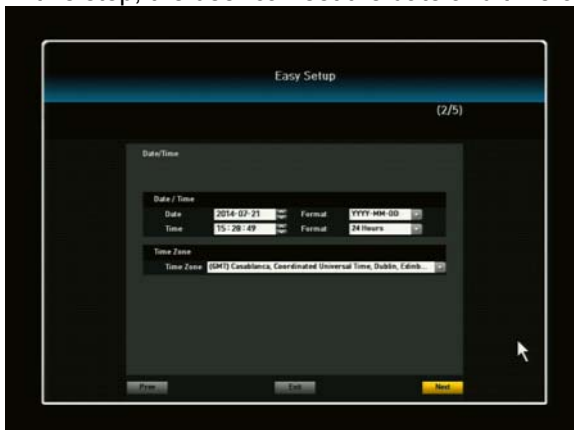 Easy Setup
(2/5)
Date/Time
Date / Time
Date 2014-07-21 Format YYYY-MM-DD
Time 15:28:49 Format 24 Hours
Time Zone
Time Zone (GMT) Casablanca, Coordinated Universal Time, Dublin, Edinb...
Prev Exit Next